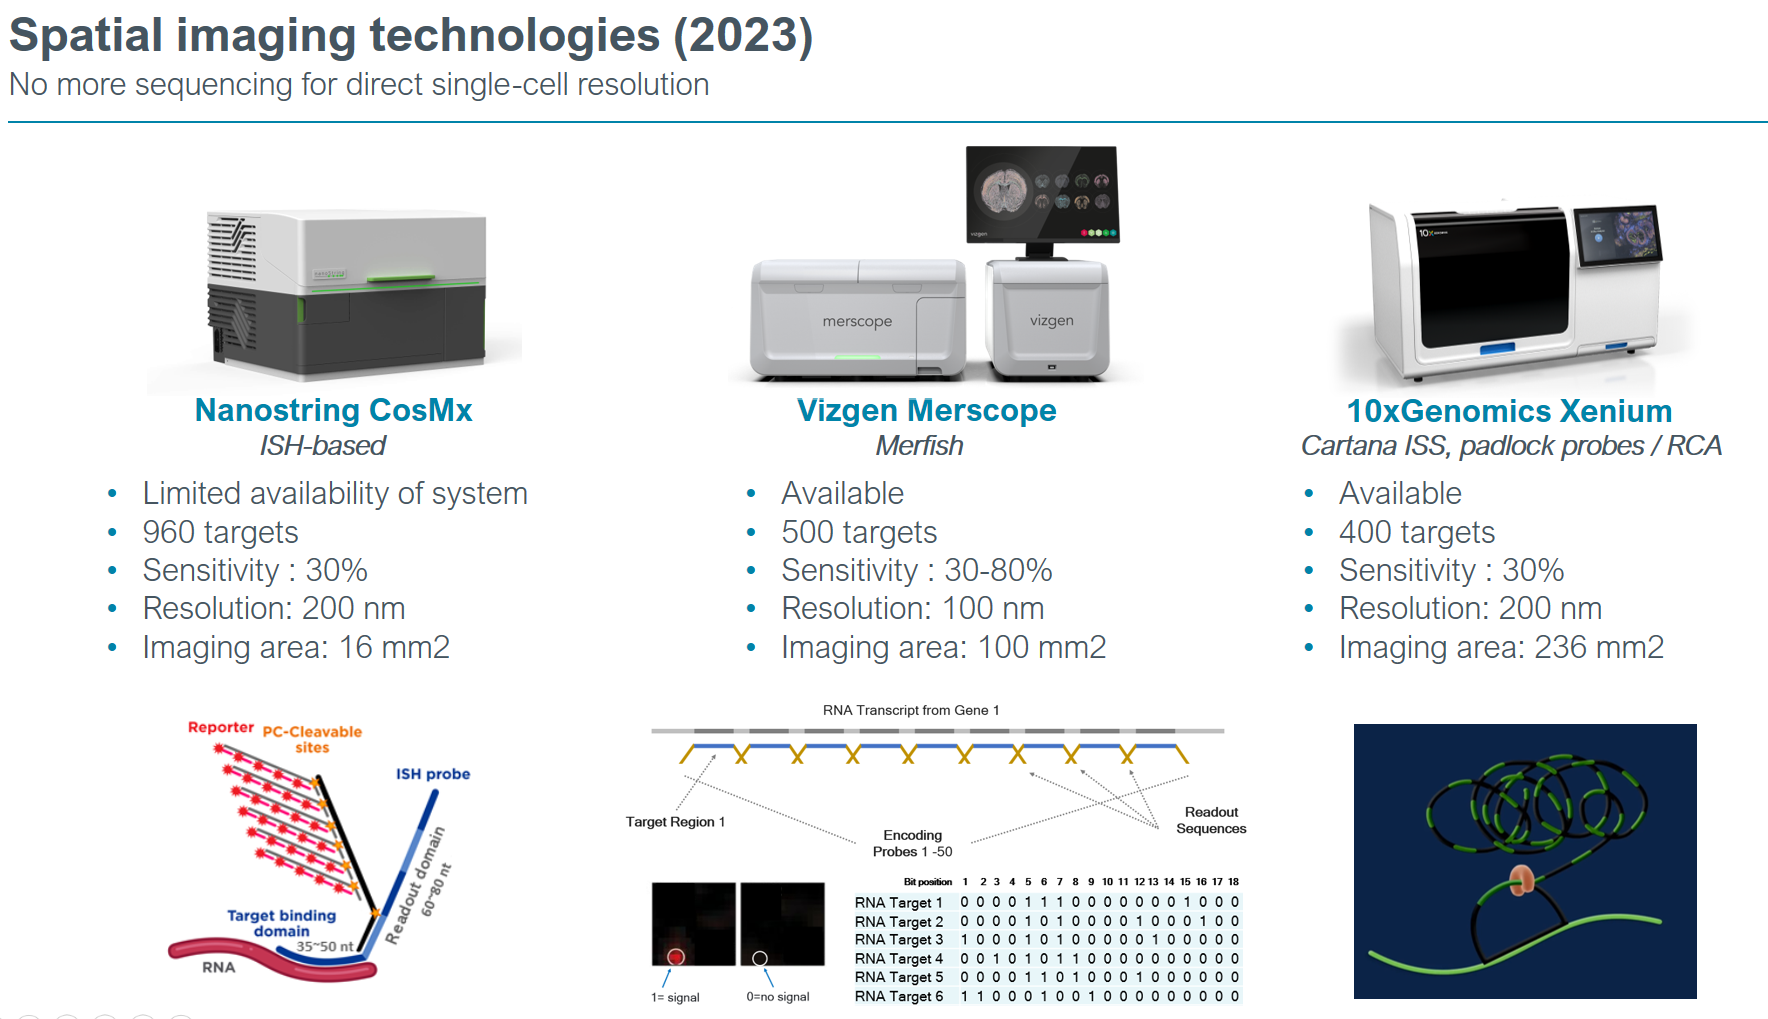 Spatial imaging technologies (2023)
No more sequencing for direct single-cell resolution
vizgen
merscope
vizgen
10x
Nanostring CosMx
ISH-based
• Limited availability of system
• 960 targets
• Sensitivity : 30%
• Resolution: 200 nm
• Imaging area: 16 mm2
Vizgen Merscope
Merfish
• Available
• 500 targets
• Sensitivity : 30-80%
• Resolution: 100 nm
• Imaging area: 100 mm2
10xGenomics Xenium
Cartana ISS, padlock probes / RCA
• Available
• 400 targets
• Sensitivity : 30%
• Resolution: 200 nm
• Imaging area: 236 mm2
Reporter
PC-Cleavable
sites
ISH probe
Readout domain
60~80 nt
Target binding
domain
35~50 nt
RNA
RNA Transcript from Gene 1
Target Region 1
Encoding
Probes 1 -50
Readout
Sequences
1= signal
0=no signal
Bit position 1 2 3 4 5 6 7 8 9 10 11 12 13 14 15 16 17 18
RNA Target 1 0 0 0 0 1 1 1 0 0 0 0 0 0 0 1 0 0 0
RNA Target 2 0 0 0 0 1 0 1 0 0 0 0 1 0 0 0 1 0 0
RNA Target 3 1 0 0 0 1 0 1 0 0 0 0 0 1 0 0 0 0 0
RNA Target 4 0 0 1 0 1 0 1 1 0 0 0 0 0 0 0 0 0 0
RNA Target 5 0 0 0 0 1 1 0 1 0 0 0 1 0 0 0 0 0 0
RNA Target 6 1 1 0 0 0 1 0 0 1 0 0 0 0 0 0 0 0 0